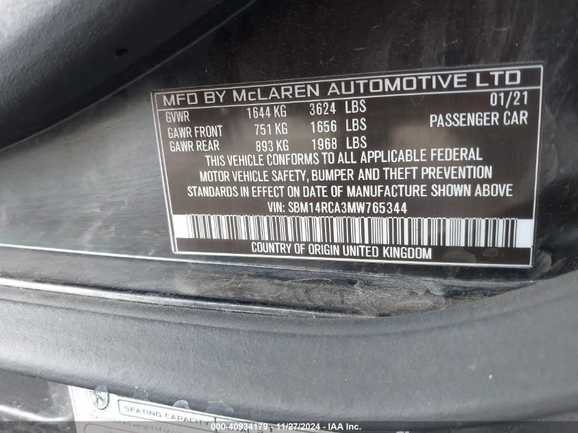 MFD BY McLAREN AUTOMOTIVE LTD
GVWR 1644 KG 3624 LBS 01/21
GAWR FRONT 751 KG 1656 LBS PASSENGER CAR
GAWR REAR 893 KG 1968 LBS
THIS VEHICLE CONFORMS TO ALL APPLICABLE FEDERAL
MOTOR VEHICLE SAFETY, BUMPER AND THEFT PREVENTION
STANDARDS IN EFFECT ON DATE OF MANUFACTURE SHOWN ABOVE
VIN: SBM14RCA3MW765344
COUNTRY OF ORIGIN UNITED KINGDOM
SEATING CAPACITY
000-40934179 - 11/27/2024 - IAA Inc.